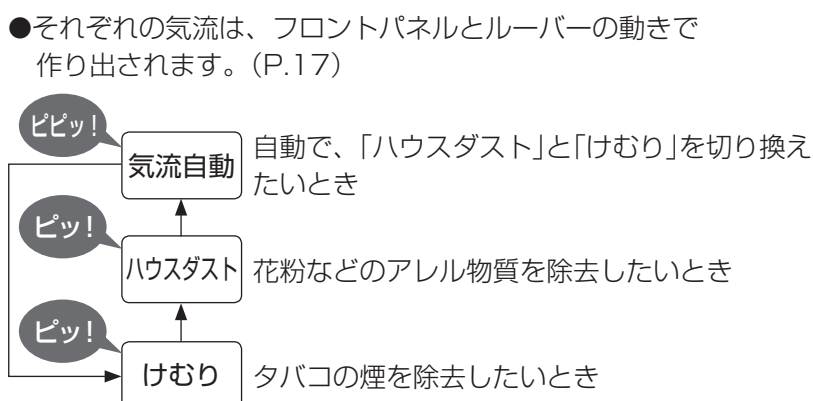 ●それぞれの気流は、フロントパネルとルーバーの動きで
作り出されます。(P.17)
ピピッ!
気流自動
自動で、「ハウスダスト」と「けむり」を切り換え
たいとき
ピッ!
ハウスダスト
花粉などのアレル物質を除去したいとき
ピッ!
けむり
タバコの煙を除去したいとき